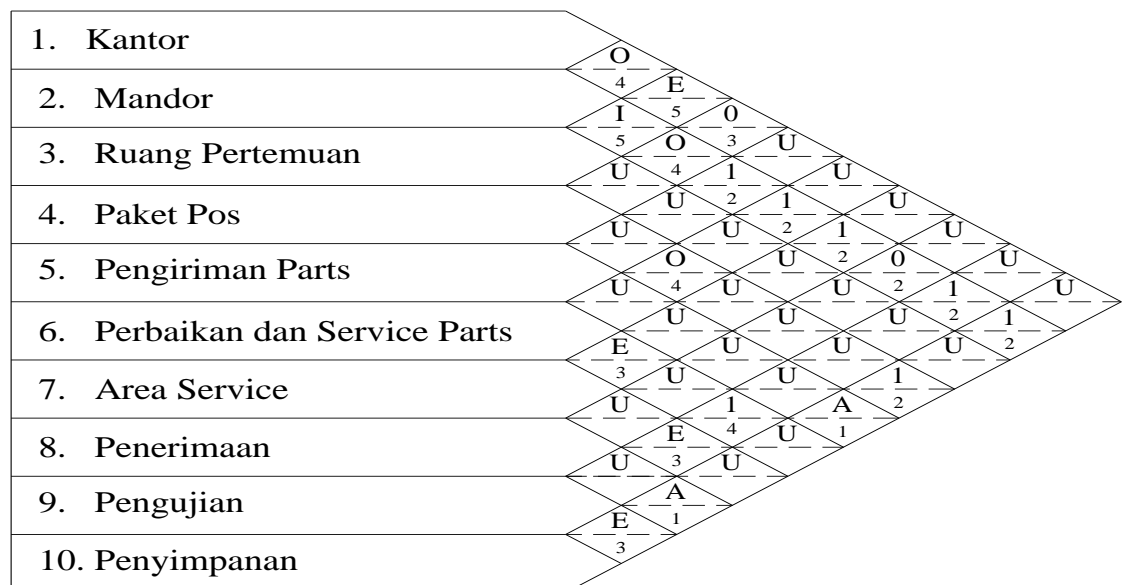 1. Kantor
O
4 E
2. Mandor
I 5 0
5 O 3 U
3. Ruang Pertemuan
U 4 1 U
U 2 1 U
4. Paket Pos
U U 2 1 U
O U 2 0 U
5. Pengiriman Parts
U 4 U U 2 1 U
U U U 2 1
6. Perbaikan dan Service Parts
E U U U 2
3 U U 1
7. Area Service
U 1 A 2
E 4 U 1
8. Penerimaan
U 3 U
A
9. Pengujian
E 1
3
10. Penyimpanan